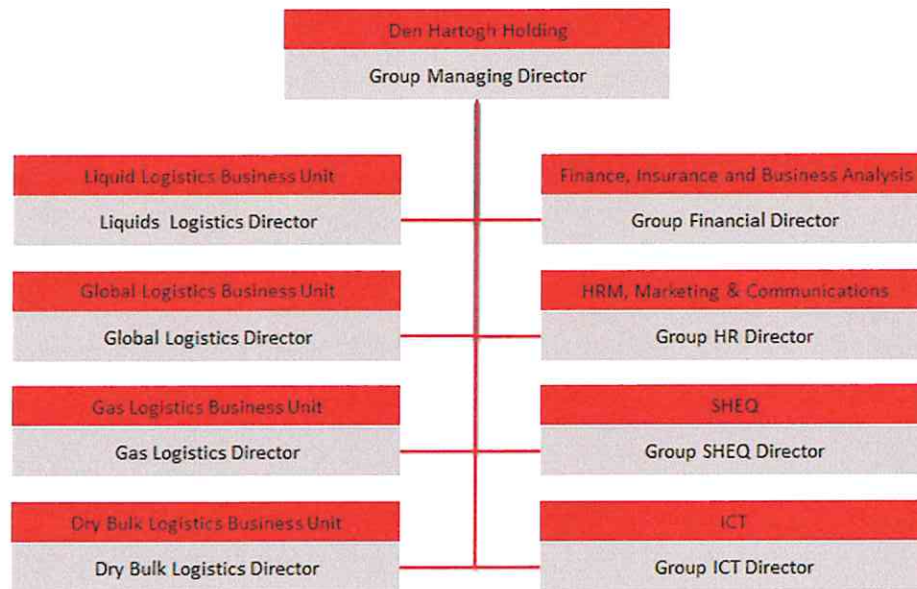 Den Hartogh Holding
Group Managing Director
Liquid Logistics Business Unit
Liquids Logistics Director
Finance, Insurance and Business Analysis
Group Financial Director
Global Logistics Business Unit
Global Logistics Director
HRM, Marketing & Communications
Group HR Director
Gas Logistics Business Unit
Gas Logistics Director
SHEQ
Group SHEQ Director
Dry Bulk Logistics Business Unit
Dry Bulk Logistics Director
ICT
Group ICT Director